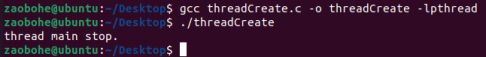 zaobohe@ubuntu:~/Desktop$ gcc threadCreate.c -o threadCreate -lpthread
zaobohe@ubuntu:~/Desktop$ ./threadCreate
thread main stop.
zaobohe@ubuntu:~/Desktop$